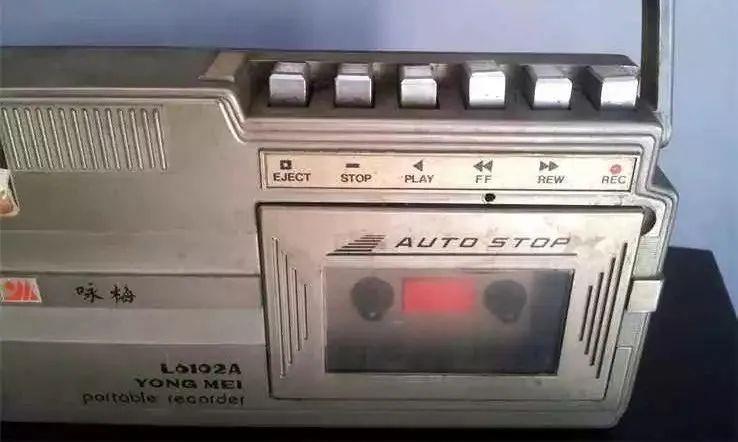 EJECT STOP PLAY FF REW REC
AUTO STOP
咏梅
L6102A
YONG MEI
portable recorder